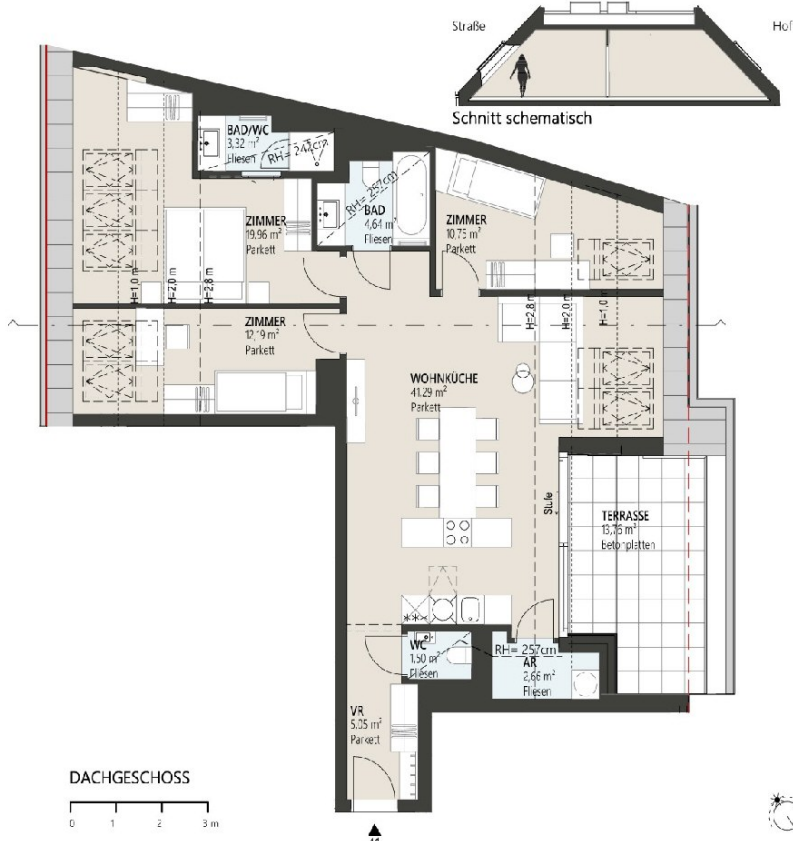 Straße
Hof
Schnitt schematisch
BAD/WC
3,32 m²
Fliesen
RH= 242cm
RH= 257cm
BAD
4,64 m²
Fliesen
ZIMMER
19,96 m²
Parkett
ZIMMER
10,75 m²
Parkett
H=1,0 m
H=2,0 m
H=2,8 m
H=2,8 m
H=2,0 m
H=1,0 m
ZIMMER
12,19 m²
Parkett
WOHNKÜCHE
41,29 m²
Parkett
Stufe
TERRASSE
13,76 m²
Betonplatten
WC
1,50 m²
Fliesen
RH= 257cm
AR
2,66 m²
Fliesen
VR
5,05 m²
Parkett
DACHGESCHOSS
0 1 2 3 m